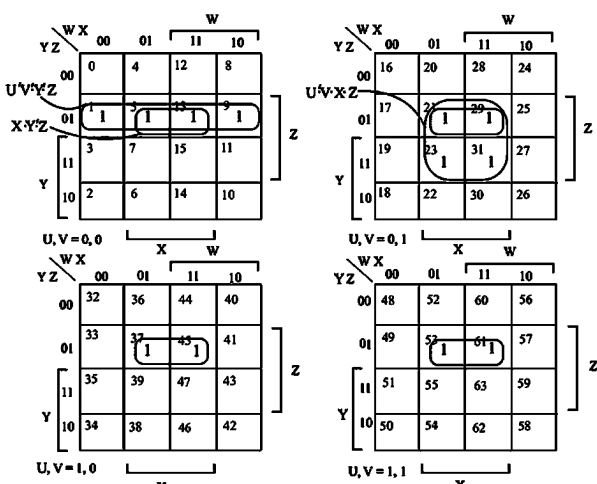 W X W
Y Z 00 01 11 10
00 0 4 12 8
U'V'Y'Z
01 1 1 5 1 13 1 9 1 Z
X·Y'Z
11 3 7 15 11
Y
10 2 6 14 10
U, V = 0, 0 X
W X W
Y Z 00 01 11 10
00 16 20 28 24
U'V·X·Z
01 17 21 1 29 1 25 Z
11 19 23 1 31 1 27
Y
10 18 22 30 26
U, V = 0, 1 X
W X W
Y Z 00 01 11 10
00 32 36 44 40
01 33 37 1 45 1 41 Z
11 35 39 47 43
Y
10 34 38 46 42
U, V = 1, 0
W X W
Y Z 00 01 11 10
00 48 52 60 56
01 49 53 1 61 1 57 Z
11 51 55 63 59
Y
10 50 54 62 58
U, V = 1, 1